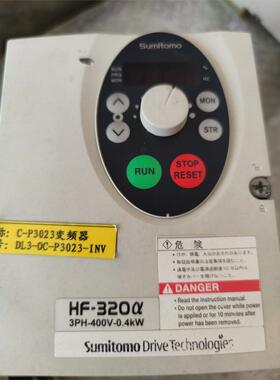 Sumitomo
RUN
PRG
MON
STR
RUN
STOP
RESET
C-P3023变频器
DL3-OC-P3023-INV
危険
DANGER
Read the Instruction manual.
Do not open the cover while power
is applied or for 10 minutes after
power has been removed.
HF-320α
3PH-400V-0.4kW
Sumitomo Drive Technologies